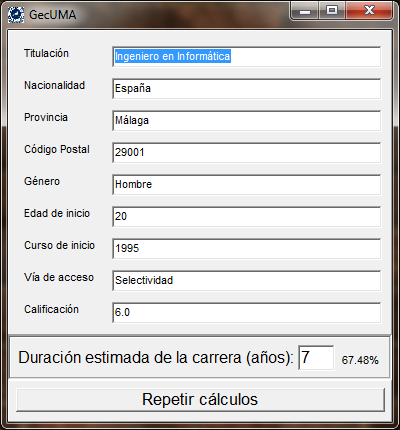 GecUMA
Titulación Ingeniero en Informática
Nacionalidad España
Provincia Málaga
Código Postal 29001
Género Hombre
Edad de inicio 20
Curso de inicio 1995
Vía de acceso Selectividad
Calificación 6.0
Duración estimada de la carrera (años): 7 67.48%
Repetir cálculos